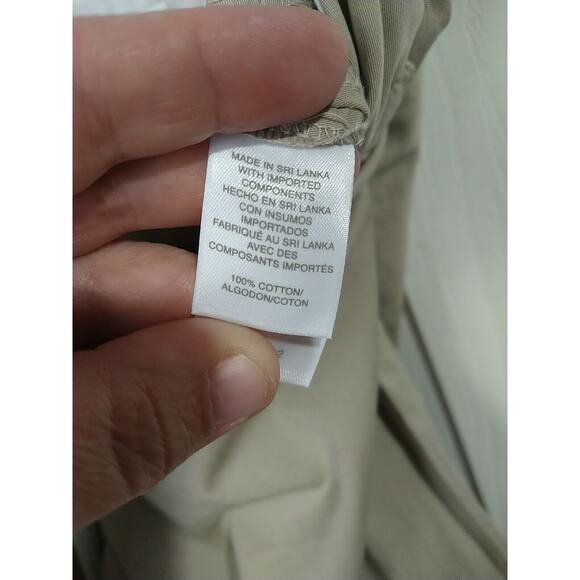 MADE IN SRI LANKA
WITH IMPORTED
COMPONENTS
HECHO EN SRI LANKA
CON INSUMOS
IMPORTADOS
FABRIQUÉ AU SRI LANKA
AVEC DES
COMPOSANTS IMPORTÉS
100% COTTON/
ALGODON/COTON
2